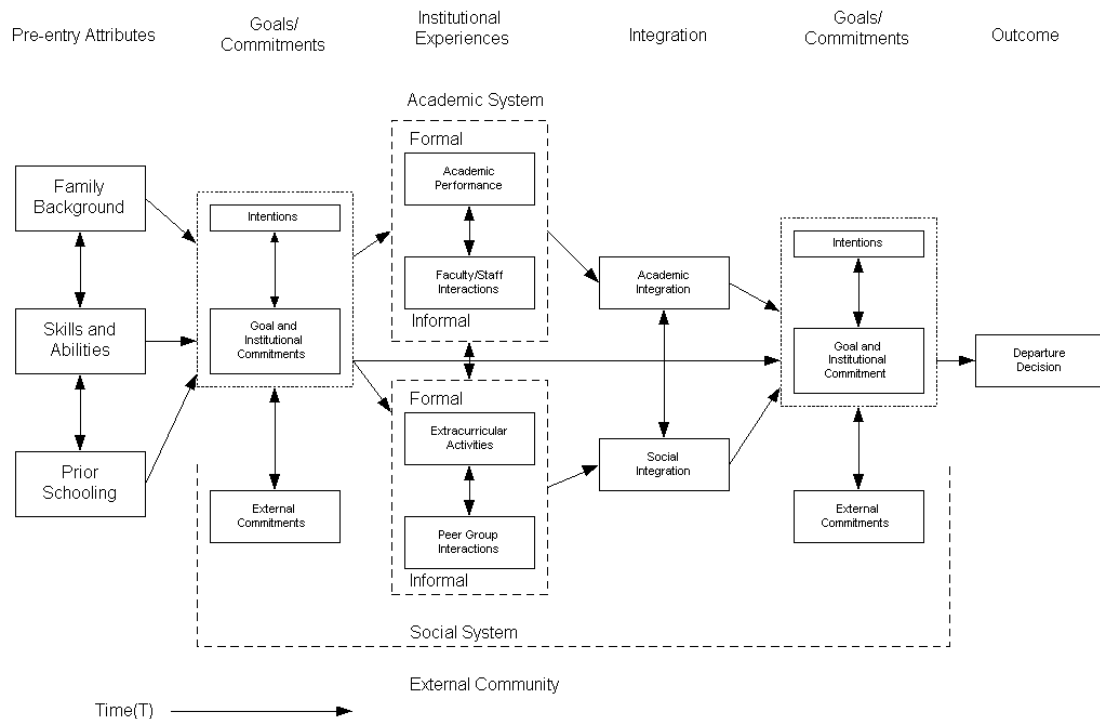 Pre-entry Attributes
Goals/
Commitments
Institutional
Experiences
Integration
Goals/
Commitments
Outcome
Academic System
Formal
Academic
Performance
Faculty/Staff
Interactions
Informal
Family
Background
Skills and
Abilities
Prior
Schooling
Intentions
Goal and
Institutional
Commitments
External
Commitments
Formal
Extracurricular
Activities
Peer Group
Interactions
Informal
Social System
Academic
Integration
Social
Integration
Intentions
Goal and
Institutional
Commitment
External
Commitments
Departure
Decision
External Community
Time(T)